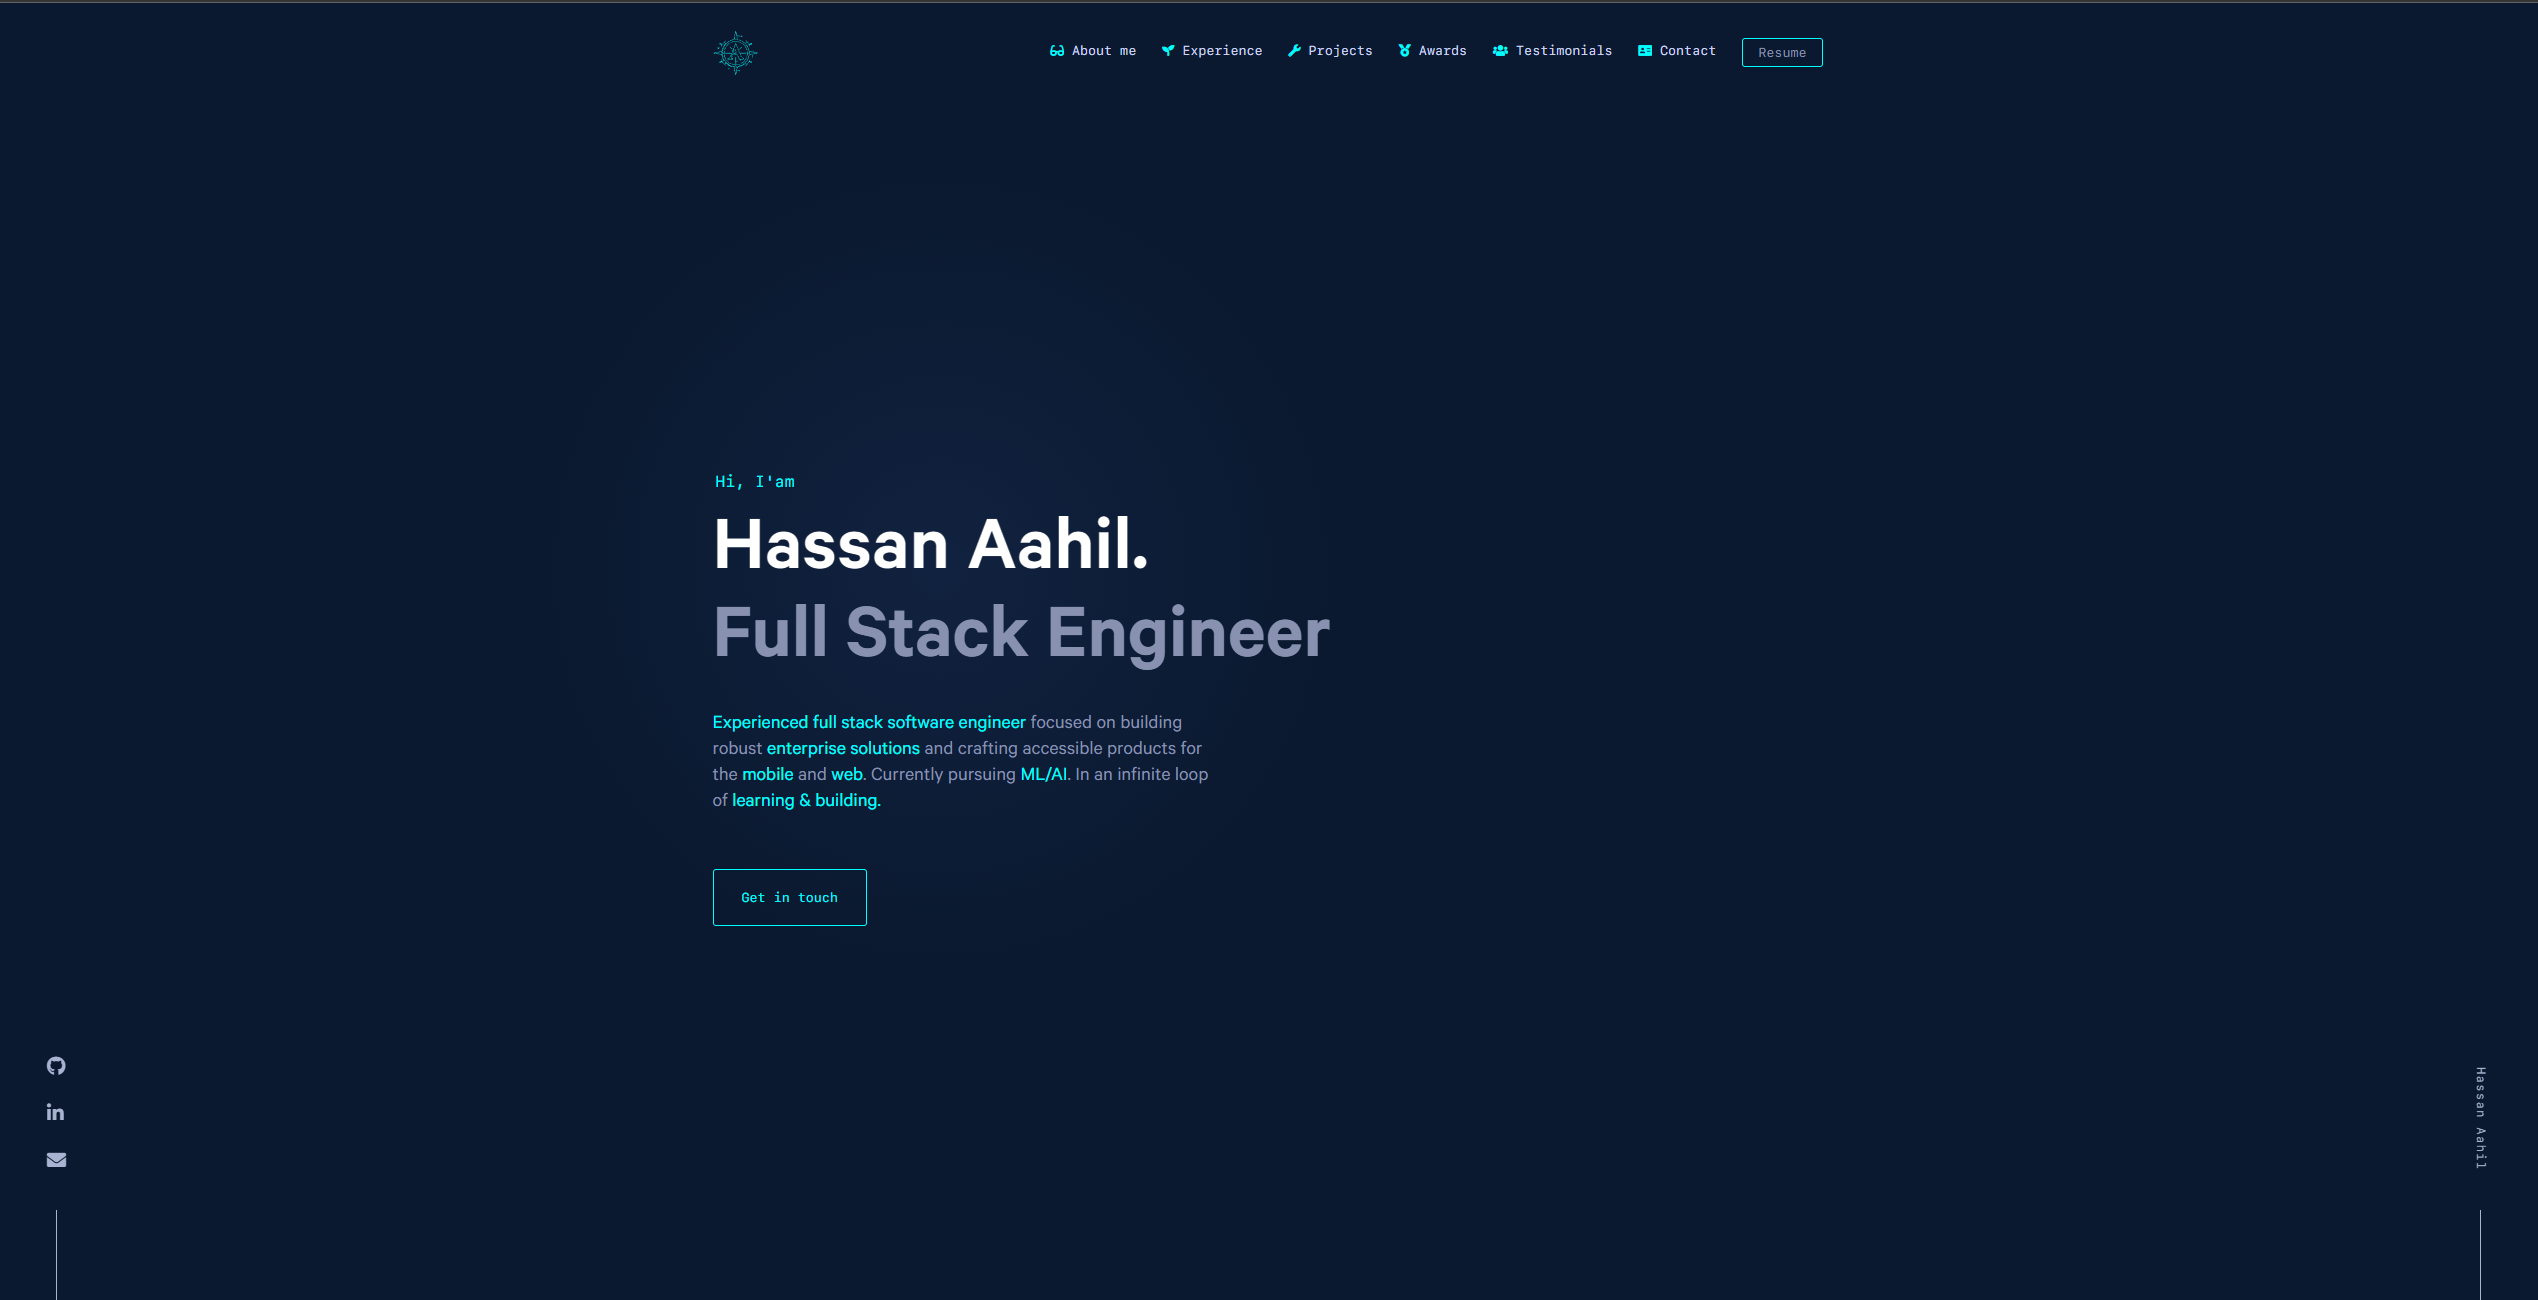 About me
Experience
Projects
Awards
Testimonials
Contact
Resume
Hi, I'am
Hassan Aahil.
Full Stack Engineer
Experienced full stack software engineer focused on building
robust enterprise solutions and crafting accessible products for
the mobile and web. Currently pursuing ML/AI. In an infinite loop
of learning & building.
Get in touch
Hassan Aahil